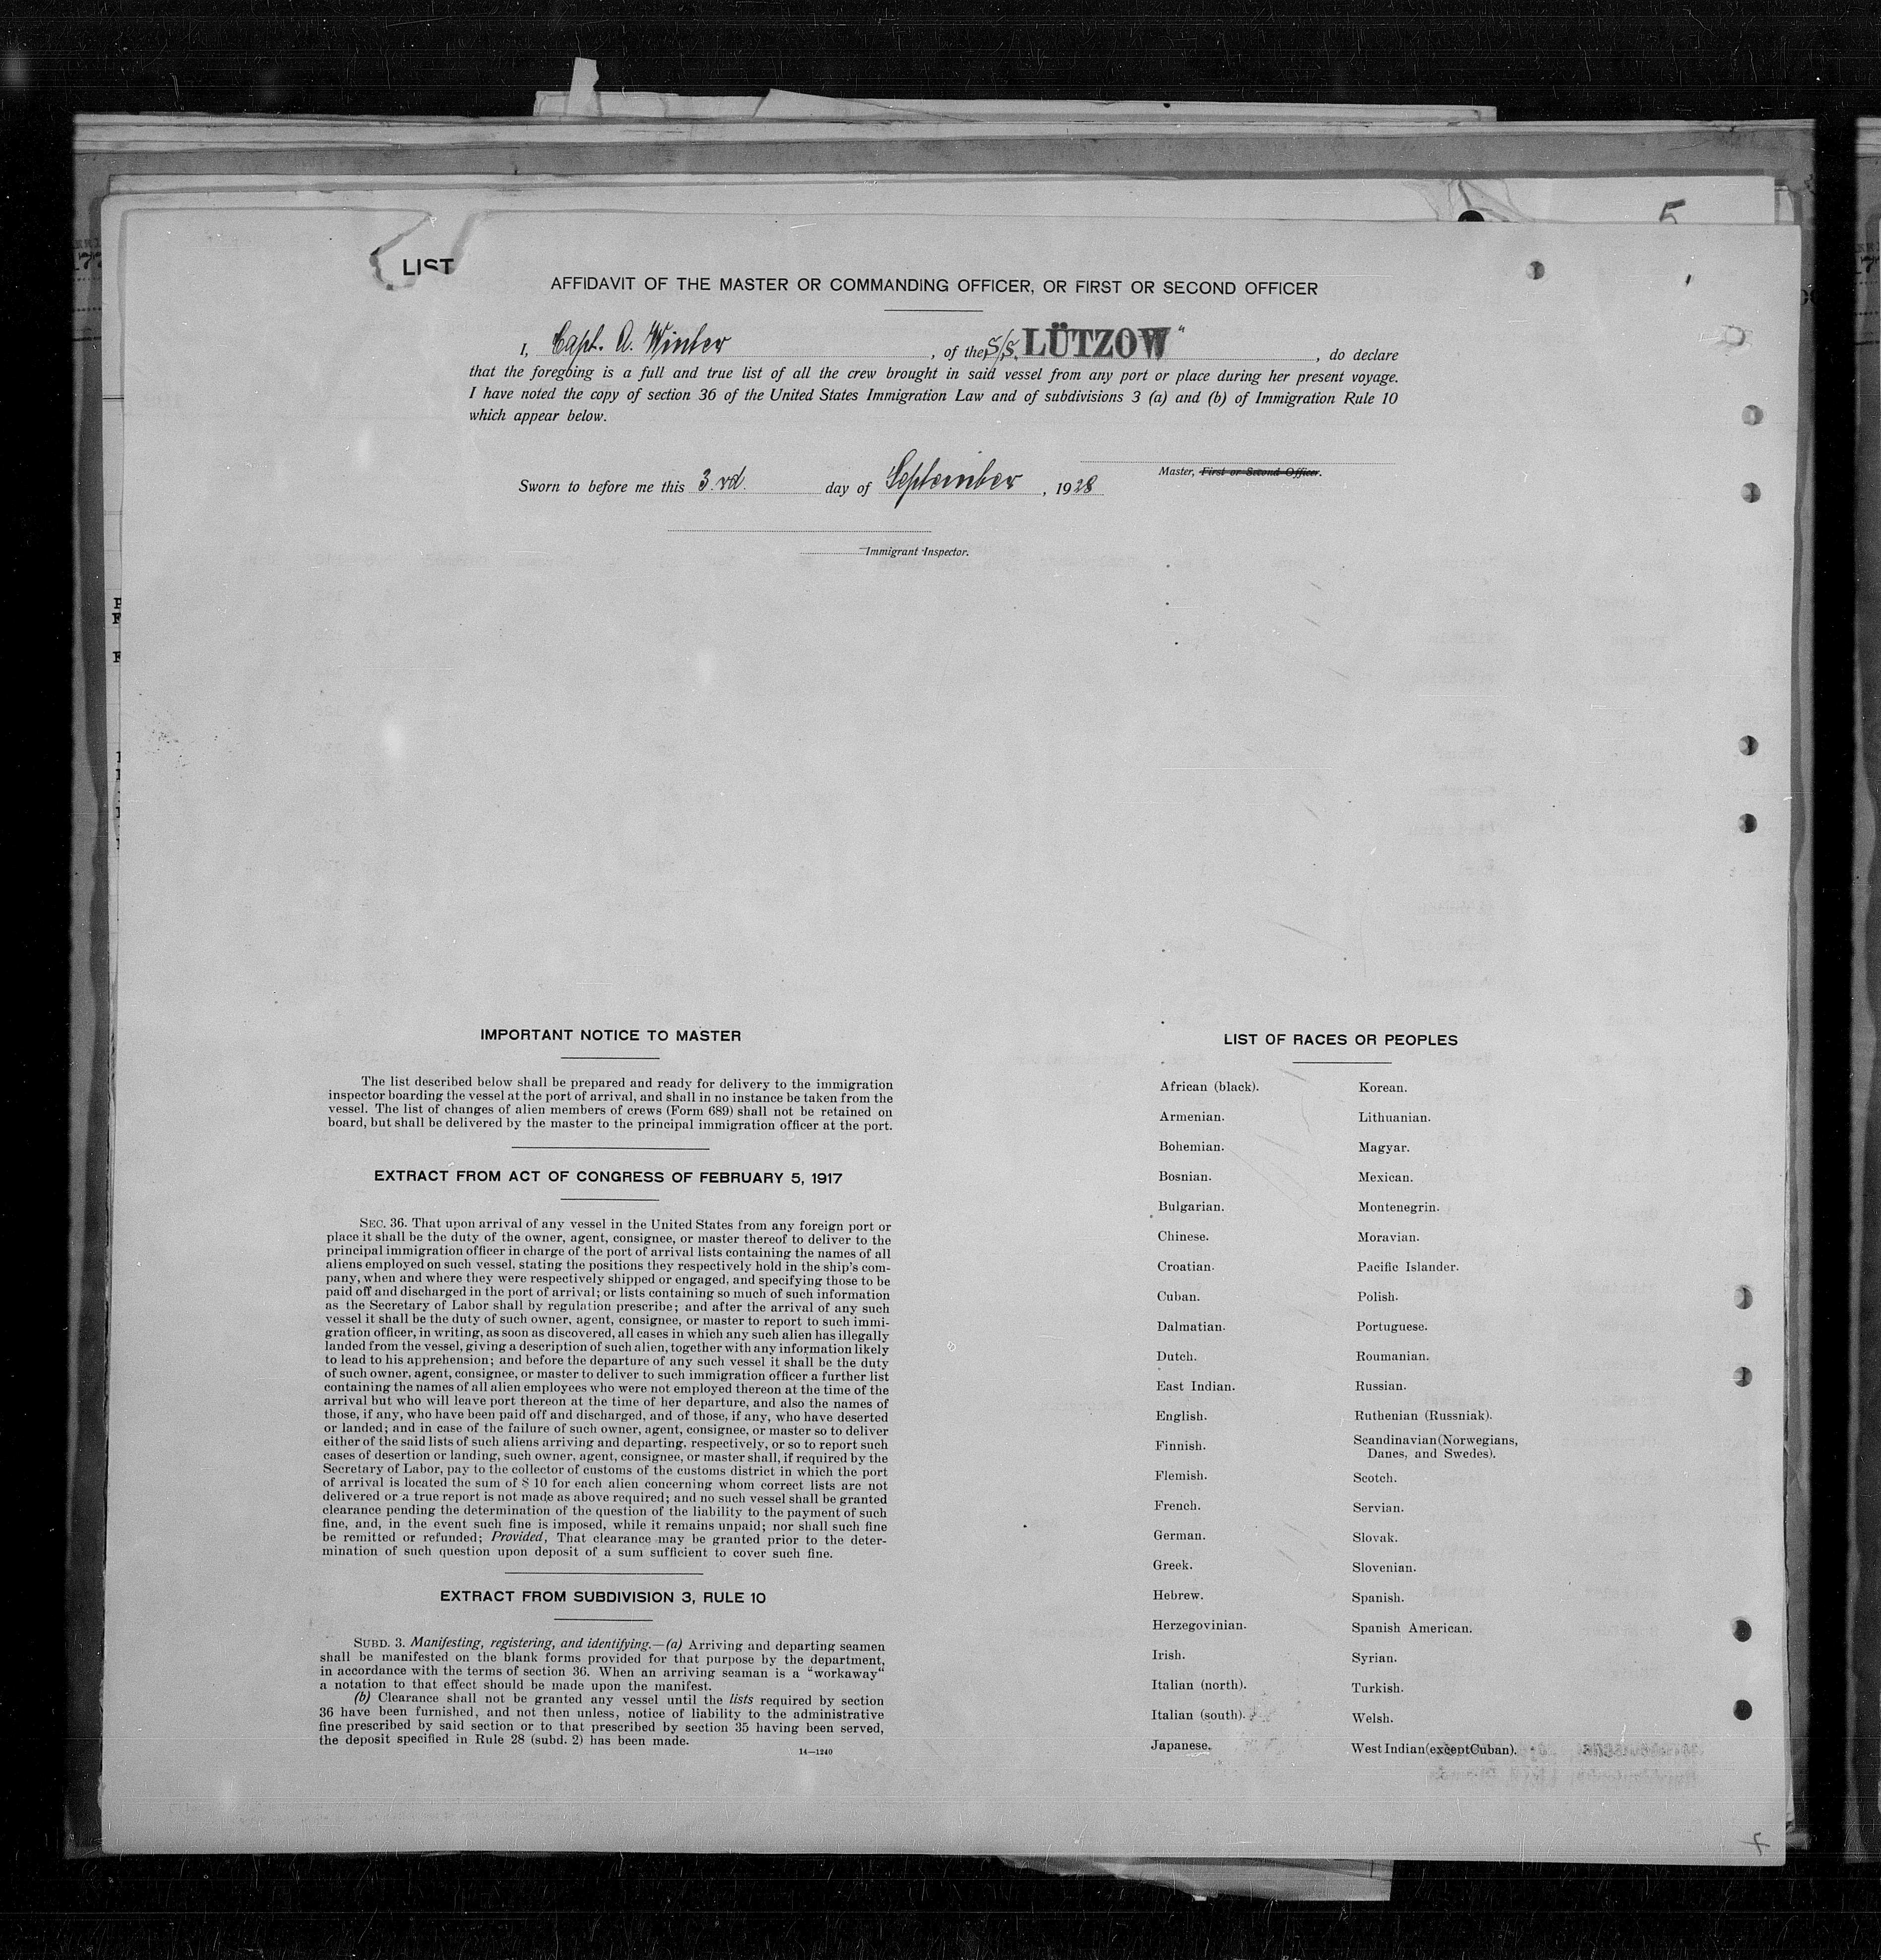 5
LIST
AFFIDAVIT OF THE MASTER OR COMMANDING OFFICER, OR FIRST OR SECOND OFFICER
I, Capt. A. Winter, of the S/S. LÜTZOW", do declare
that the foregoing is a full and true list of all the crew brought in said vessel from any port or place during her present voyage.
I have noted the copy of section 36 of the United States Immigration Law and of subdivisions 3 (a) and (b) of Immigration Rule 10
which appear below.
Master, First or Second Officer.
Sworn to before me this 3.rd. day of September, 1928
Immigrant Inspector.
IMPORTANT NOTICE TO MASTER
The list described below shall be prepared and ready for delivery to the immigration
inspector boarding the vessel at the port of arrival, and shall in no instance be taken from the
vessel. The list of changes of alien members of crews (Form 689) shall not be retained on
board, but shall be delivered by the master to the principal immigration officer at the port.
EXTRACT FROM ACT OF CONGRESS OF FEBRUARY 5, 1917
SEC. 36. That upon arrival of any vessel in the United States from any foreign port or
place it shall be the duty of the owner, agent, consignee, or master thereof to deliver to the
principal immigration officer in charge of the port of arrival lists containing the names of all
aliens employed on such vessel, stating the positions they respectively hold in the ship's com-
pany, when and where they were respectively shipped or engaged, and specifying those to be
paid off and discharged in the port of arrival; or lists containing so much of such information
as the Secretary of Labor shall by regulation prescribe; and after the arrival of any such
vessel it shall be the duty of such owner, agent, consignee, or master to report to such immi-
gration officer, in writing, as soon as discovered, all cases in which any such alien has illegally
landed from the vessel, giving a description of such alien, together with any information likely
to lead to his apprehension; and before the departure of any such vessel it shall be the duty
of such owner, agent, consignee, or master to deliver to such immigration officer a further list
containing the names of all alien employees who were not employed thereon at the time of the
arrival but who will leave port thereon at the time of her departure, and also the names of
those, if any, who have been paid off and discharged, and of those, if any, who have deserted
or landed; and in case of the failure of such owner, agent, consignee, or master so to deliver
either of the said lists of such aliens arriving and departing, respectively, or so to report such
cases of desertion or landing, such owner, agent, consignee, or master shall, if required by the
Secretary of Labor, pay to the collector of customs of the customs district in which the port
of arrival is located the sum of $ 10 for each alien concerning whom correct lists are not
delivered or a true report is not made as above required; and no such vessel shall be granted
clearance pending the determination of the question of the liability to the payment of such
fine, and, in the event such fine is imposed, while it remains unpaid; nor shall such fine
be remitted or refunded; Provided, That clearance may be granted prior to the deter-
mination of such question upon deposit of a sum sufficient to cover such fine.
EXTRACT FROM SUBDIVISION 3, RULE 10
SUBD. 3. Manifesting, registering, and identifying.—(a) Arriving and departing seamen
shall be manifested on the blank forms provided for that purpose by the department,
in accordance with the terms of section 36. When an arriving seaman is a "workaway"
a notation to that effect should be made upon the manifest.
(b) Clearance shall not be granted any vessel until the lists required by section
36 have been furnished, and not then unless, notice of liability to the administrative
fine prescribed by said section or to that prescribed by section 35 having been served,
the deposit specified in Rule 28 (subd. 2) has been made.
14—1240
LIST OF RACES OR PEOPLES
African (black).
Armenian.
Bohemian.
Bosnian.
Bulgarian.
Chinese.
Croatian.
Cuban.
Dalmatian.
Dutch.
East Indian.
English.
Finnish.
Flemish.
French.
German.
Greek.
Hebrew.
Herzegovinian.
Irish.
Italian (north).
Italian (south).
Japanese.
Korean.
Lithuanian.
Magyar.
Mexican.
Montenegrin.
Moravian.
Pacific Islander.
Polish.
Portuguese.
Roumanian.
Russian.
Ruthenian (Russniak).
Scandinavian (Norwegians,
Danes, and Swedes).
Scotch.
Servian.
Slovak.
Slovenian.
Spanish.
Spanish American.
Syrian.
Turkish.
Welsh.
West Indian (except Cuban).